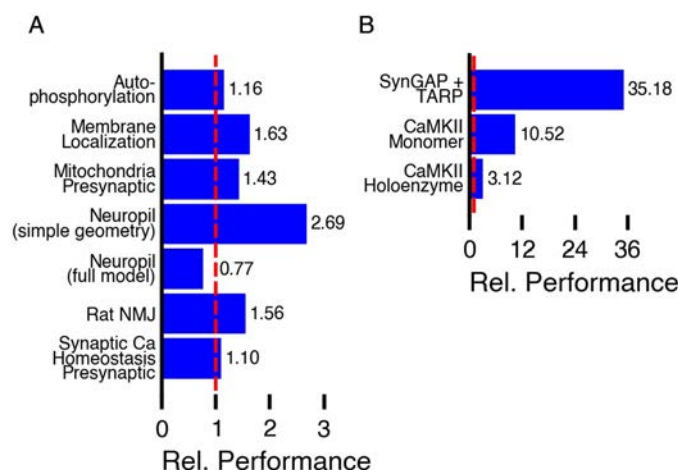 A
Auto-
phosphorylation
1.16
Membrane
Localization
1.63
Mitochondria
Presynaptic
1.43
Neuropil
(simple geometry)
2.69
Neuropil
(full model)
0.77
Rat NMJ
1.56
Synaptic Ca
Homeostasis
Presynaptic
1.10
0 1 2 3
Rel. Performance
B
SynGAP +
TARP
35.18
CaMKII
Monomer
10.52
CaMKII
Holoenzyme
3.12
0 12 24 36
Rel. Performance